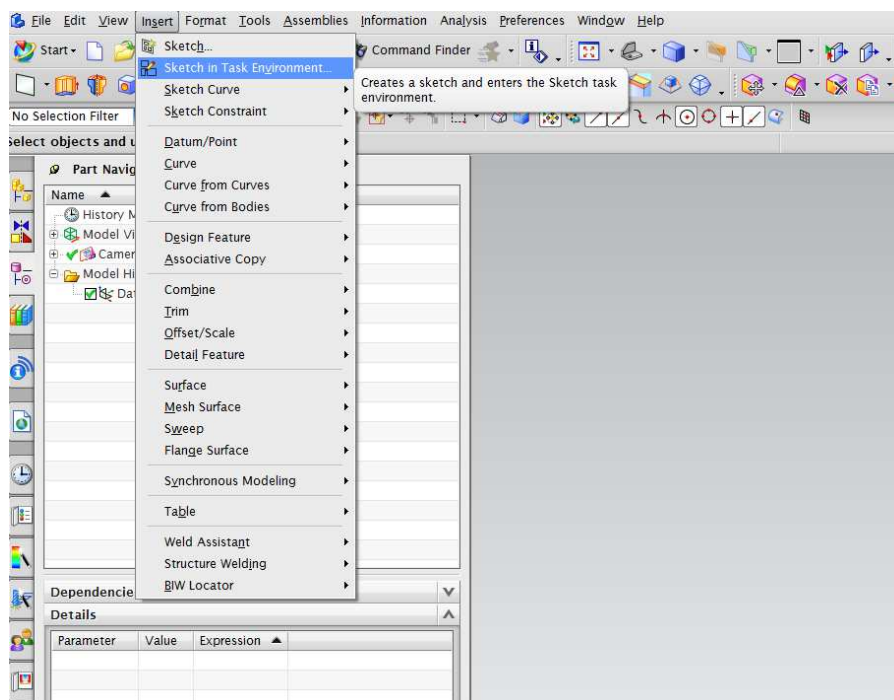 File Edit View Insert Format Tools Assemblies Information Analysis Preferences Window Help
Start
Sketch...
Command Finder
Sketch in Task Environment...
Creates a sketch and enters the Sketch task
environment.
Sketch Curve
Sketch Constraint
No Selection Filter
Select objects and u
Datum/Point
Part Navig
Curve
Name
Curve from Curves
History M
Curve from Bodies
Model Vi
Design Feature
Camer
Associative Copy
Model Hi
Combine
Dat
Trim
Offset/Scale
Detail Feature
Surface
Mesh Surface
Sweep
Flange Surface
Synchronous Modeling
Table
Weld Assistant
Structure Welding
BIW Locator
Dependencie
Details
Parameter Value Expression